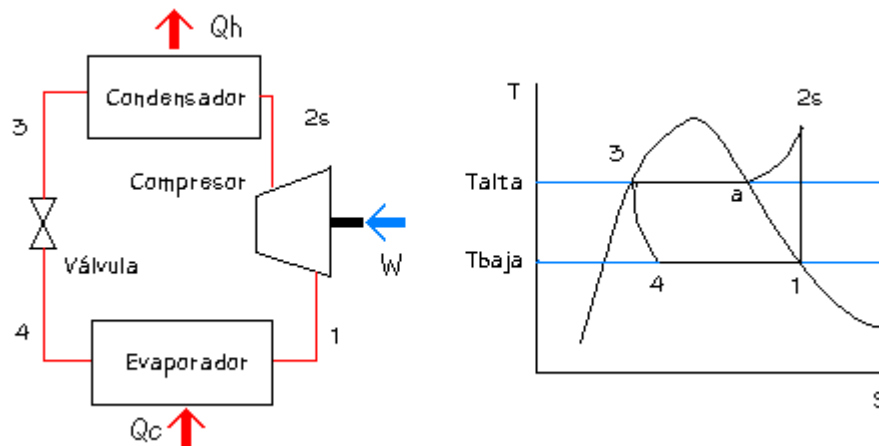 Qh
Condensador
3
2s
Compresor
Válvula
W
4
1
Evaporador
Qc
T
2s
3
Talta
a
Tbaja
4
1
S